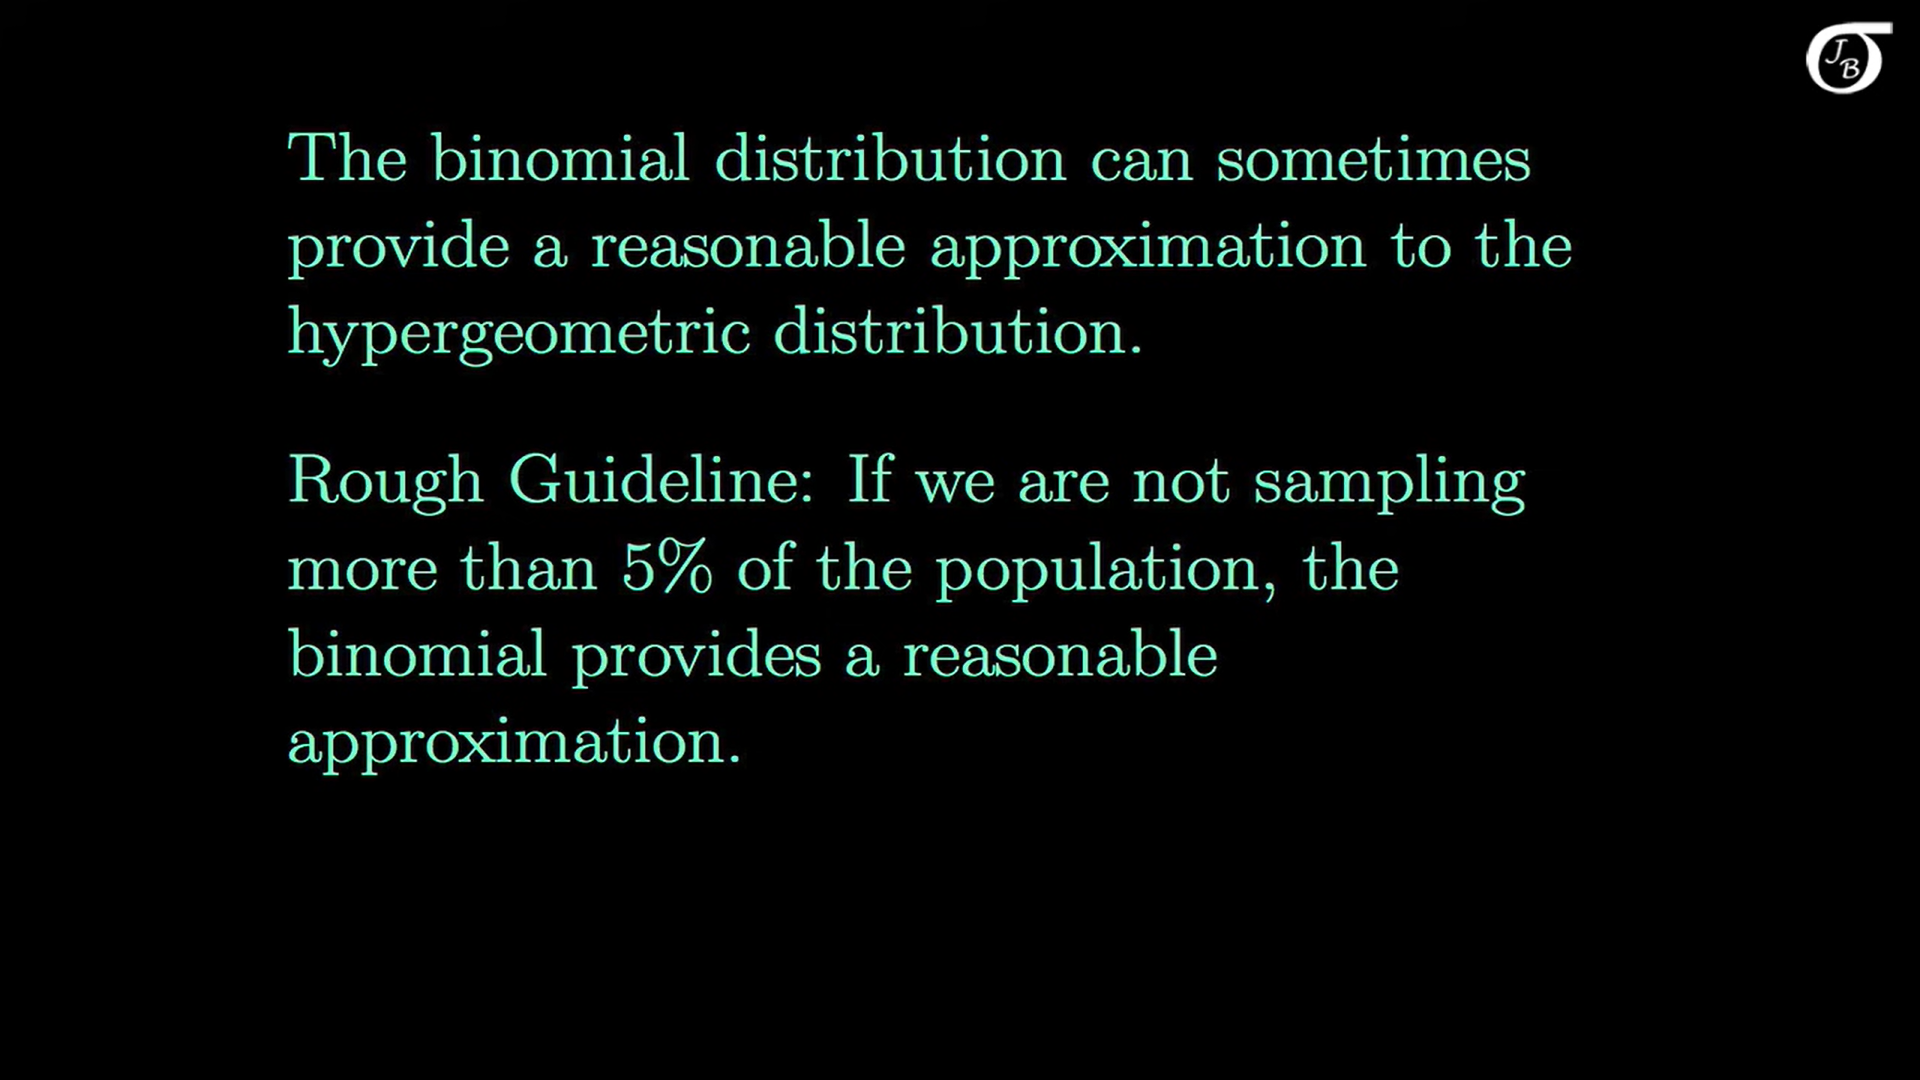 J
B
The binomial distribution can sometimes
provide a reasonable approximation to the
hypergeometric distribution.
Rough Guideline: If we are not sampling
more than 5% of the population, the
binomial provides a reasonable
approximation.